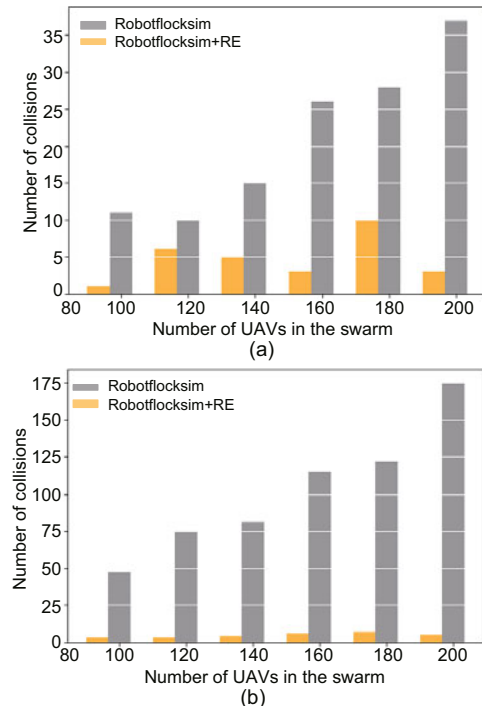 Robotflocksim
Robotflocksim+RE
35
30
25
20
15
10
5
0
Number of collisions
80 100 120 140 160 180 200
Number of UAVs in the swarm
(a)
Robotflocksim
Robotflocksim+RE
175
150
125
100
75
50
25
0
Number of collisions
80 100 120 140 160 180 200
Number of UAVs in the swarm
(b)